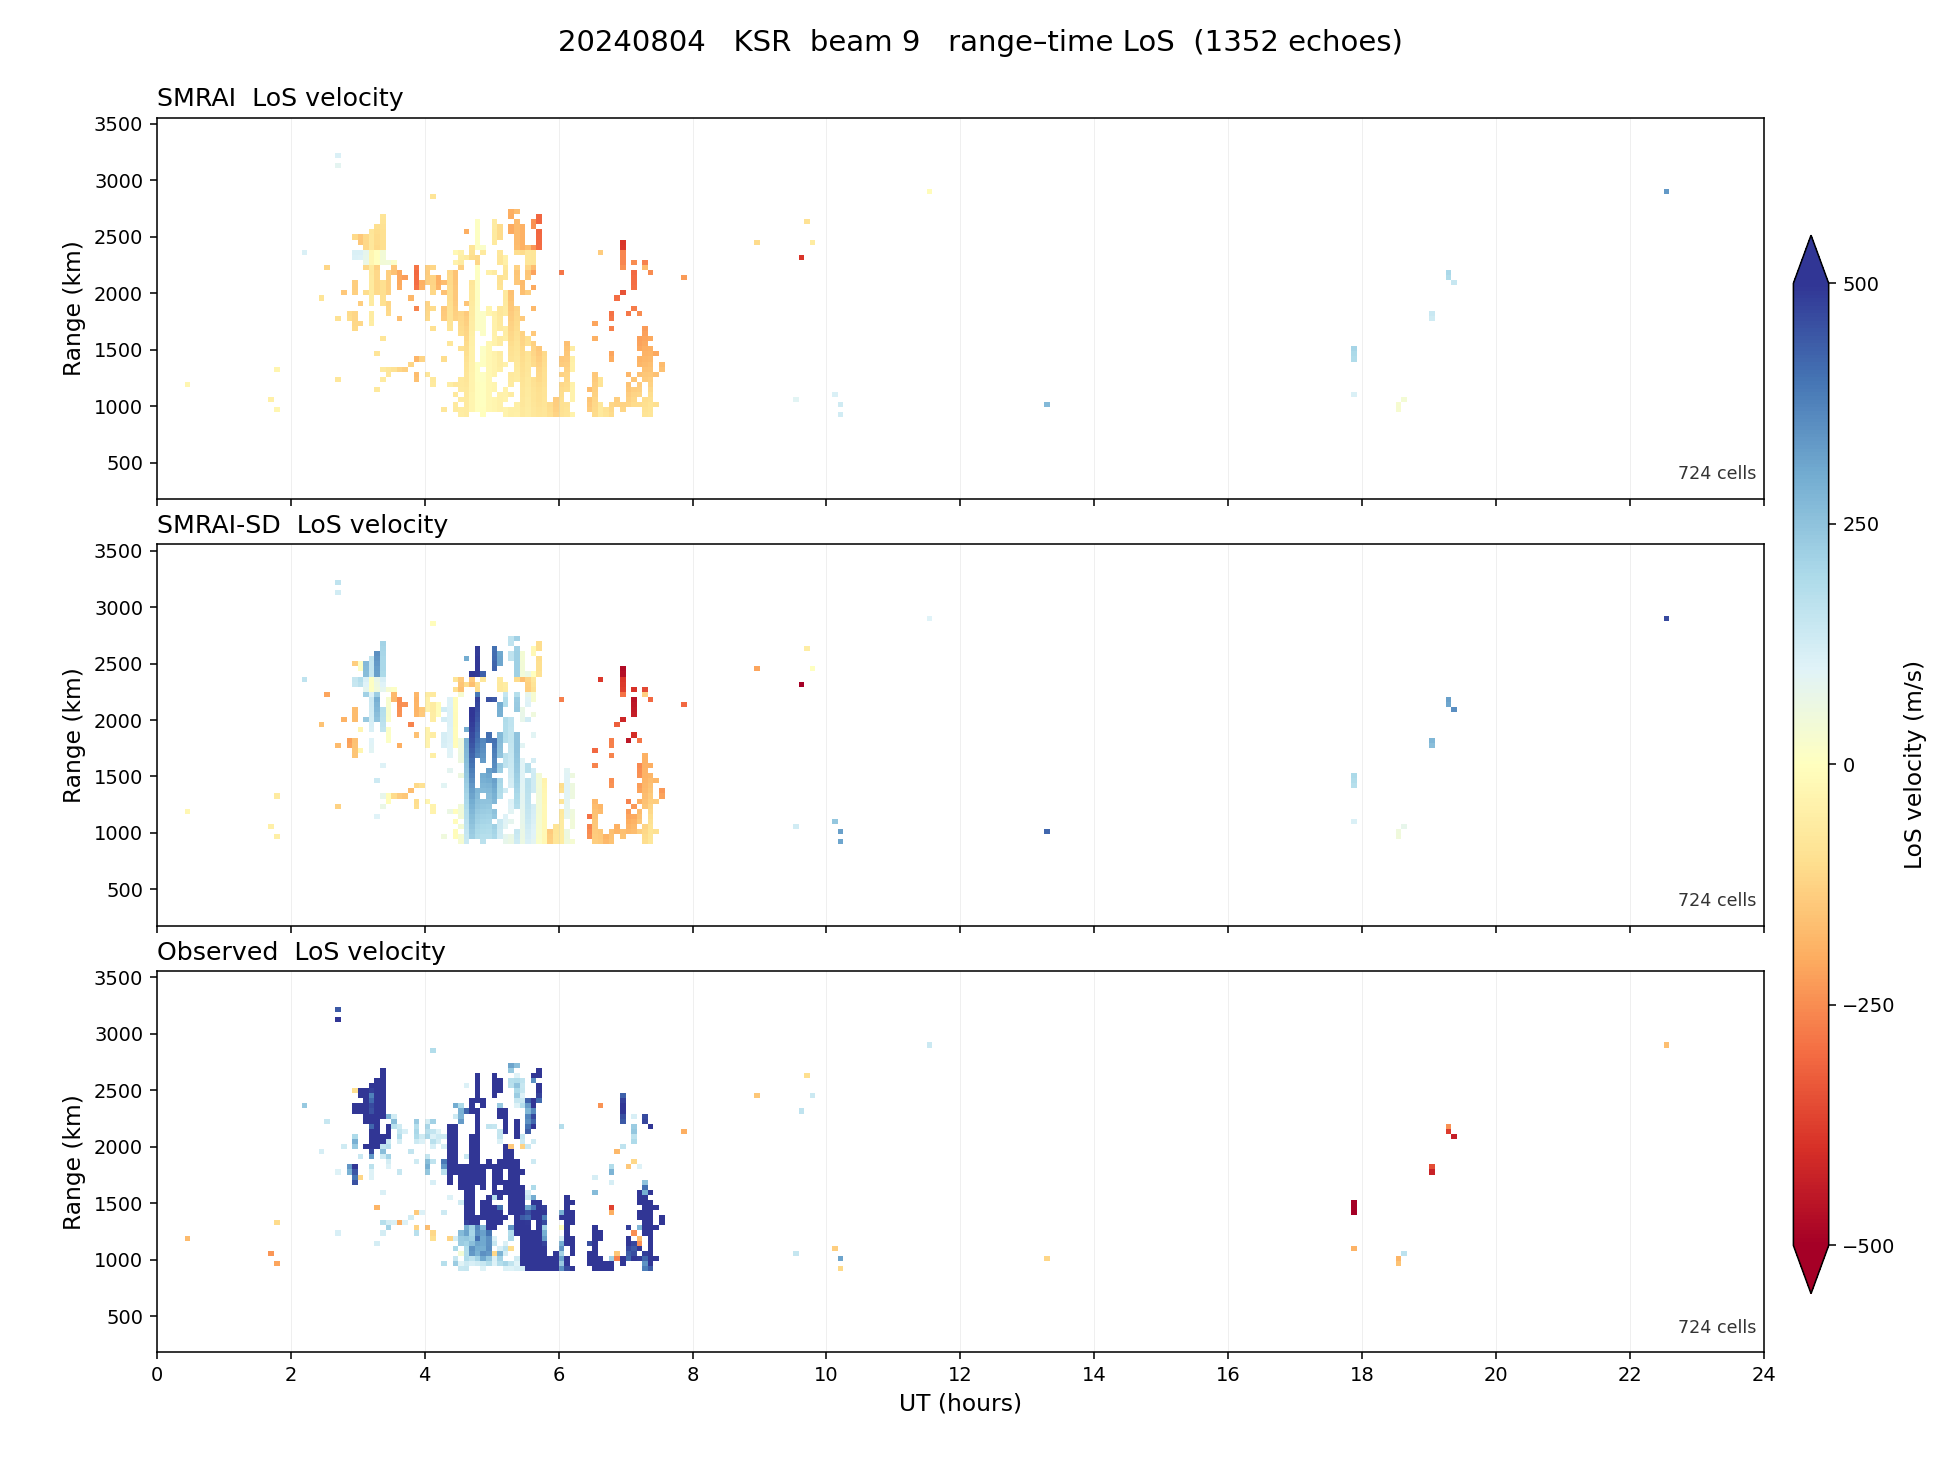 20240804   KSR  beam 9   range–time LoS  (1352 echoes)
SMRAI  LoS velocity
3500
3000
2500
2000
1500
1000
500
Range (km)
724 cells
SMRAI-SD  LoS velocity
3500
3000
2500
2000
1500
1000
500
Range (km)
724 cells
Observed  LoS velocity
3500
3000
2500
2000
1500
1000
500
Range (km)
724 cells
0 2 4 6 8 10 12 14 16 18 20 22 24
UT (hours)
500
250
0
−250
−500
LoS velocity (m/s)